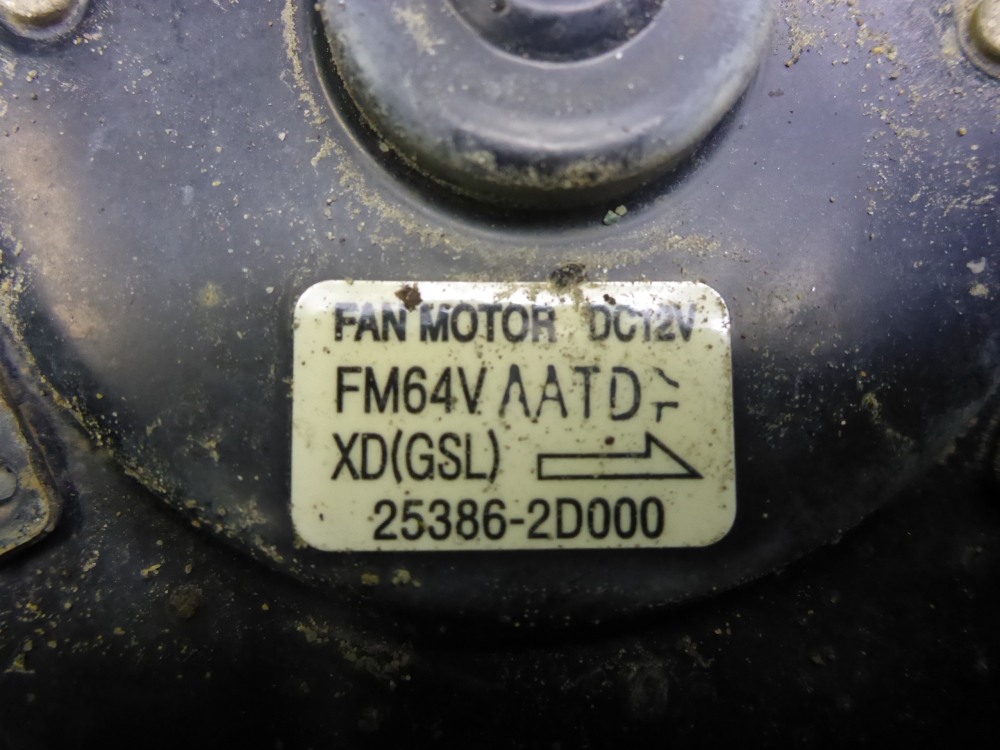 FAN MOTOR DC12V
FM64V AATD
XD(GSL)
25386-2D000